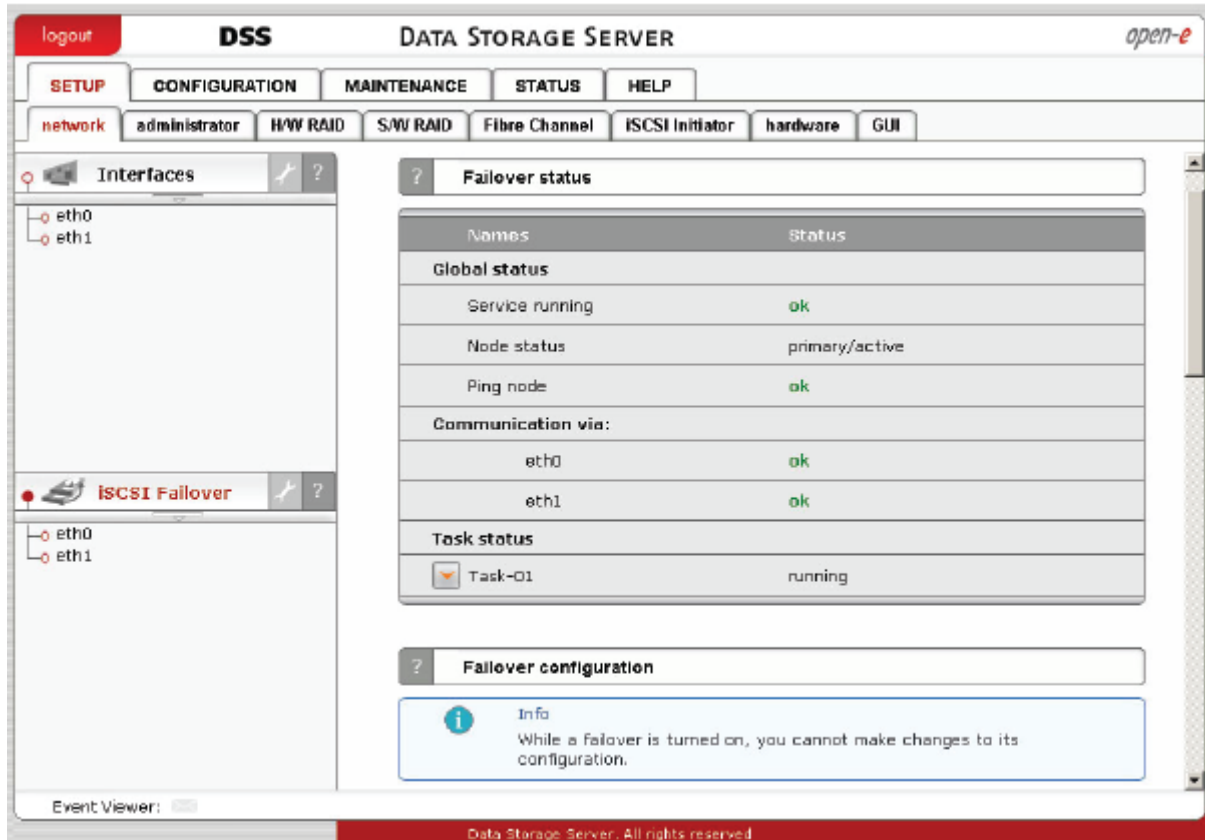 logout DSS DATA STORAGE SERVER open-e
SETUP CONFIGURATION MAINTENANCE STATUS HELP
network administrator H/W RAID S/W RAID Fibre Channel iSCSI Initiator hardware GUI
Interfaces ?
eth0
eth1
iSCSI Failover ?
eth0
eth1
? Failover status
Names Status
Global status
Service running ok
Node status primary/active
Ping node ok
Communication via:
eth0 ok
eth1 ok
Task status
Task-01 running
? Failover configuration
i Info
While a failover is turned on, you cannot make changes to its
configuration.
Event Viewer:
Data Storage Server. All rights reserved